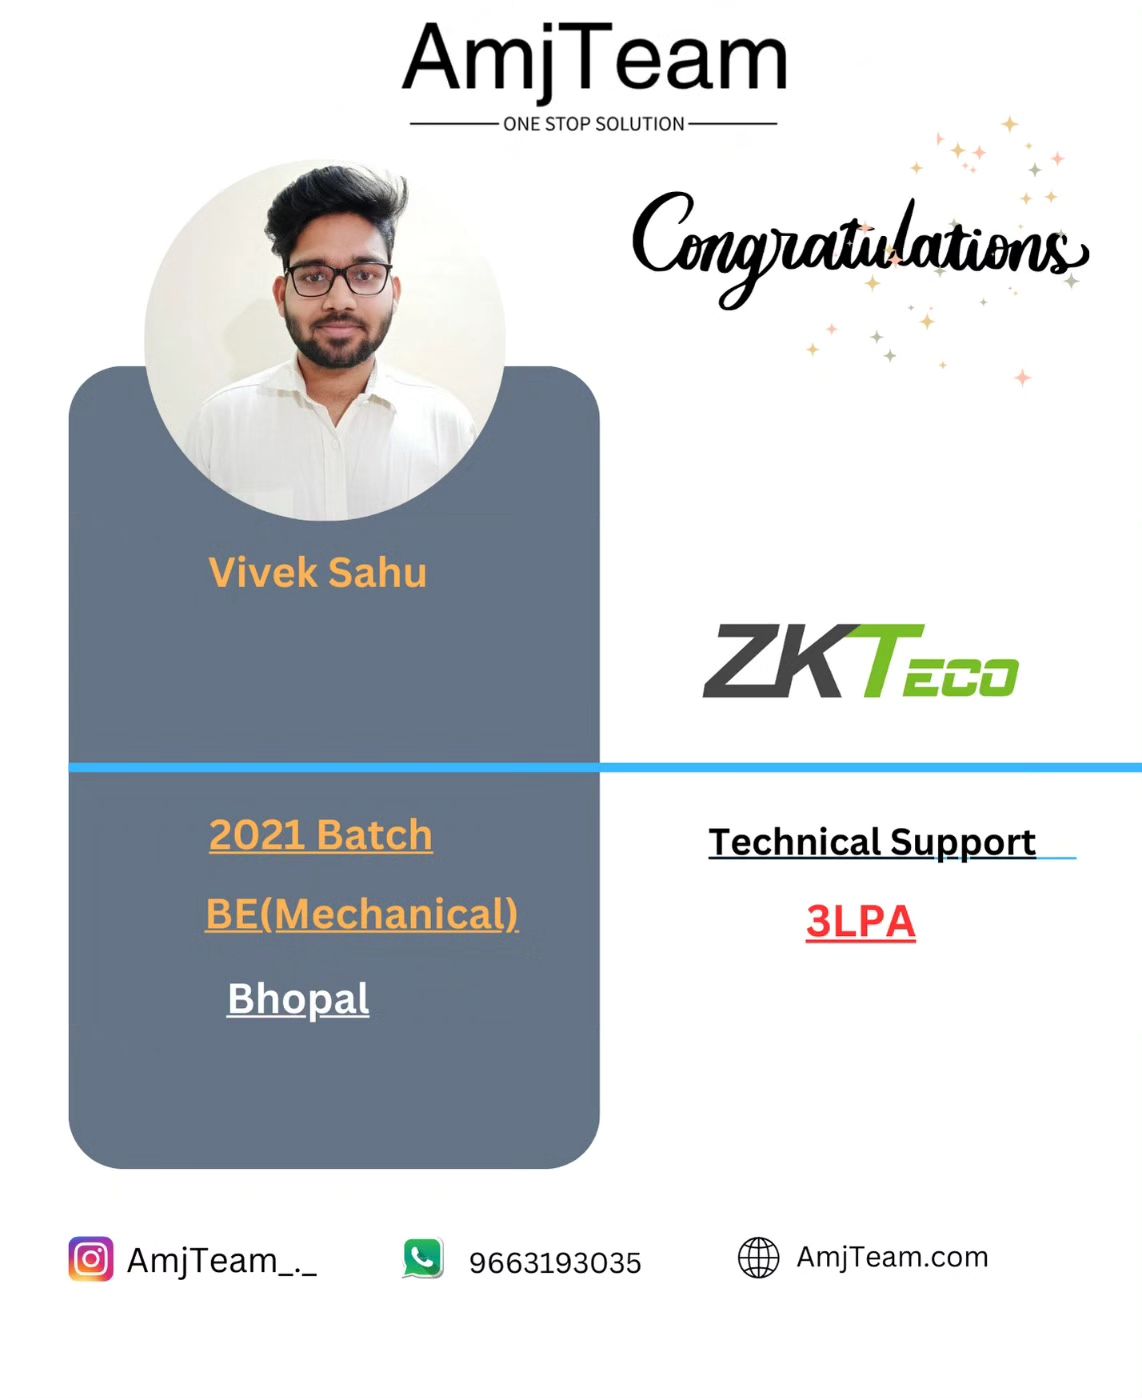 AmjTeam
ONE STOP SOLUTION
Congratulations
Vivek Sahu
ZKTECO
2021 Batch
BE(Mechanical)
Bhopal
Technical Support
3LPA
AmjTeam_._
9663193035
AmjTeam.com